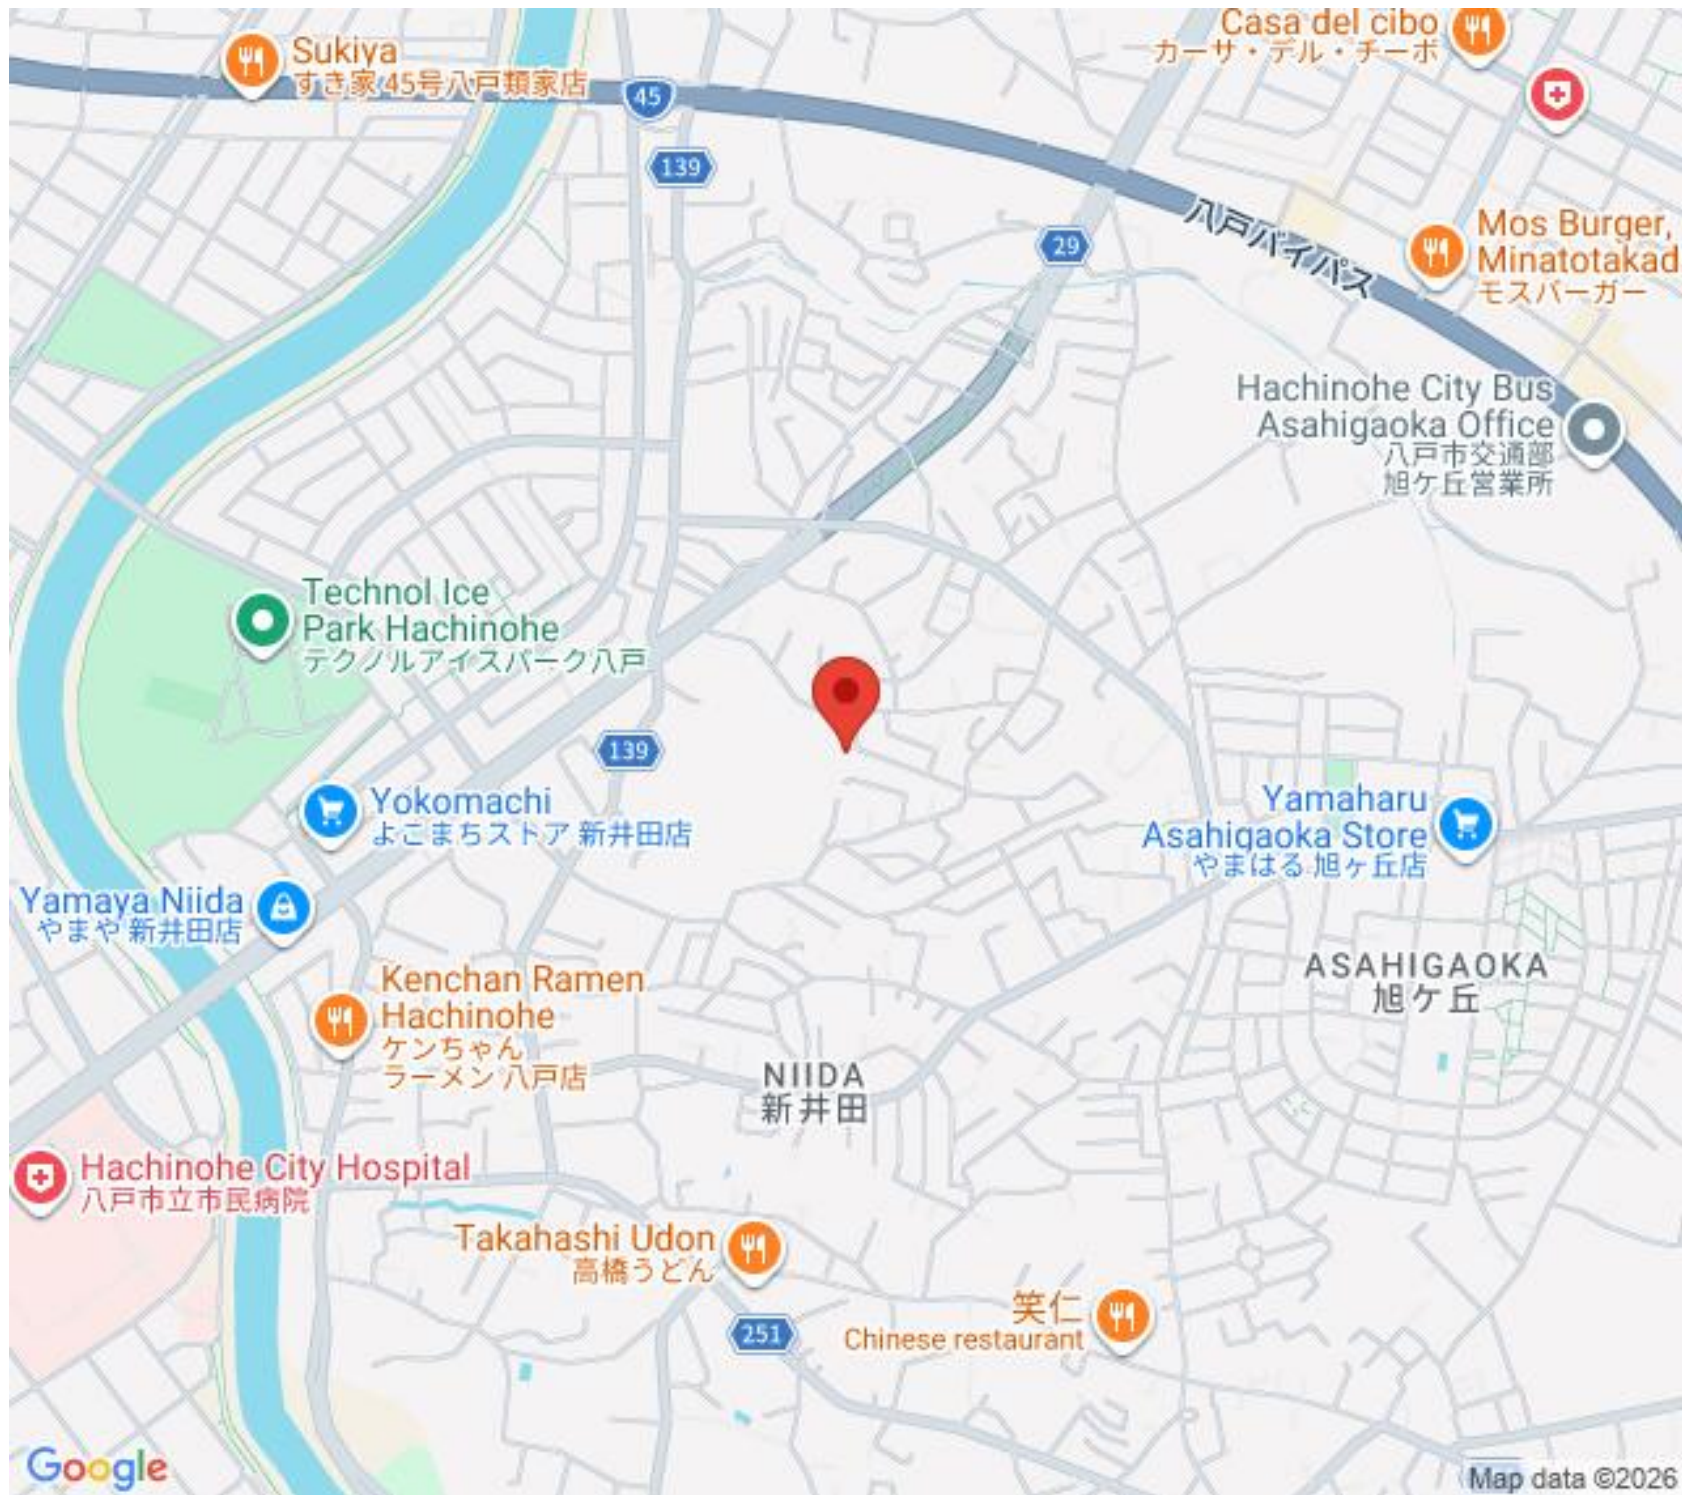 Casa del cibo
カーサ・デル・チーボ
Sukiya
すき家 45号八戸類家店
45
139
29
八戸バイパス
Mos Burger,
Minatotakad
モスバーガー
Hachinohe City Bus
Asahigaoka Office
八戸市交通部
旭ケ丘営業所
Technol Ice
Park Hachinohe
テクノルアイスパーク八戸
139
Yokomachi
よこまちストア 新井田店
Yamaharu
Asahigaoka Store
やまはる 旭ヶ丘店
Yamaya Niida
やまや 新井田店
Kenchan Ramen
Hachinohe
ケンちゃん
ラーメン 八戸店
ASAHIGAOKA
旭ケ丘
NIIDA
新井田
Hachinohe City Hospital
八戸市立市民病院
Takahashi Udon
高橋うどん
笑仁
Chinese restaurant
251
Google
Map data ©2026